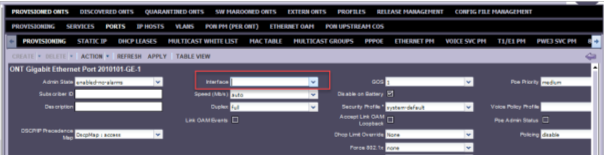 PROVISIONED ONTS DISCOVERED ONTS QUARANTINED ONTS SW MAROONED ONTS EXTERR ONTS PROFILES RELEASE MANAGEMENT CONFIG FILE MANAGEMENT
PROVISIONING SERVICES PORTS IP HOSTS VLANS PON PM (PER ONT) ETHERNET OAM PON UPSTREAM COS
PROVISIONING STATIC IP DHCP LEASES MULTICAST WHITE LIST MAC TABLE MULTICAST GROUPS PPPOE ETHERNET PM VOICE SVC PM T1/E1 PM PWE3 SVC PM
CREATE DELETE ACTION REFRESH APPLY TABLE VIEW
ONT Gigabit Ethernet Port 2010101-GE-1
Admin State enabled-no-alarms Interface QOS 1 Poe Priority medium
Subscriber ID Speed (Mb/s) auto Disable on Battery
Description Duplex full Security Profile * system-default Voice Policy Profile
Link OAM Events Accept Link OAM Loopback Poe Admin Status
DSCP/IP Precedence Map DscpMap : access Dhcp Limit Override None Policing disable
Force 802.1x none